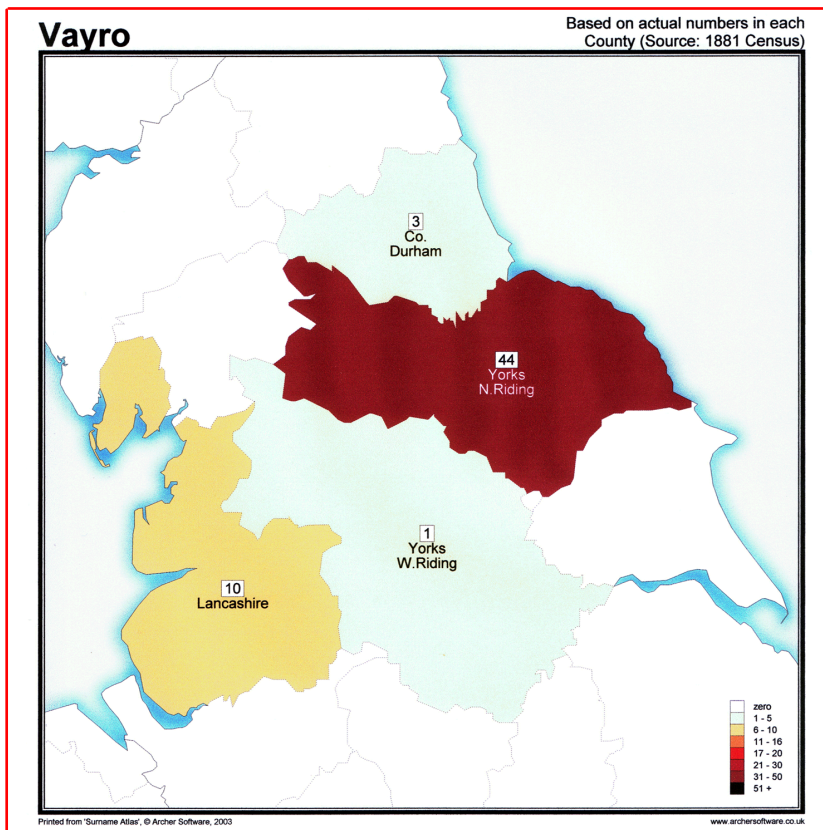 Vayro
Based on actual numbers in each
County (Source: 1881 Census)
3
Co.
Durham
44
Yorks
N.Riding
1
Yorks
W.Riding
10
Lancashire
zero
1 - 5
6 - 10
11 - 16
17 - 20
21 - 30
31 - 50
51 +
Printed from 'Surname Atlas', © Archer Software, 2003
www.archersoftware.co.uk